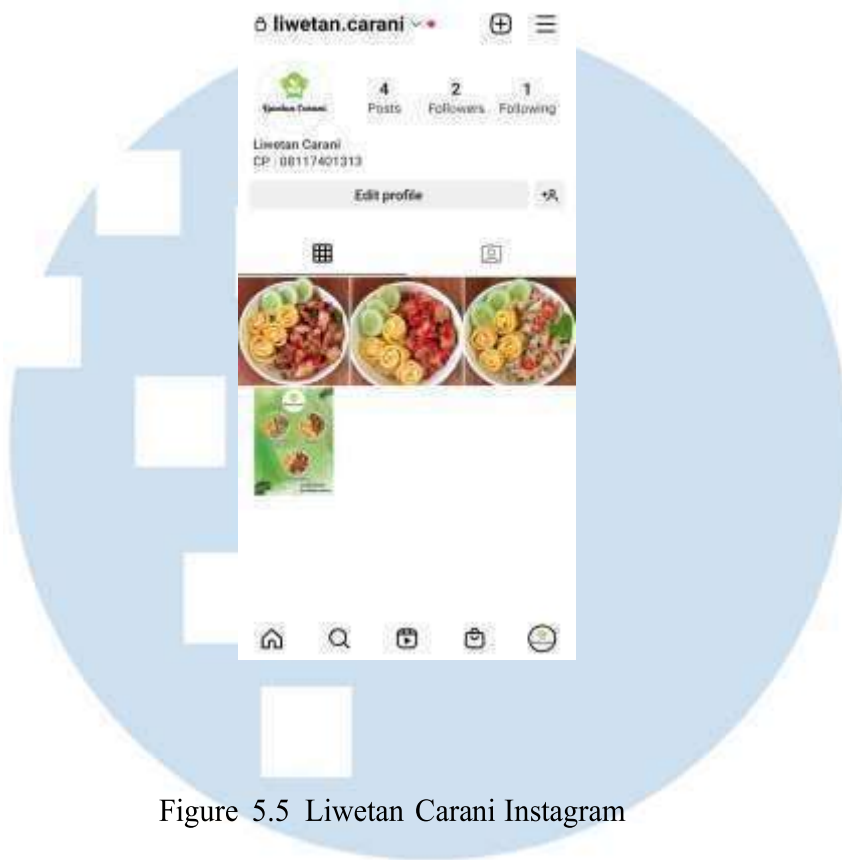 liwetan.carani
4 2 1
Posts Followers Following
Liwetan Carani
CP : 08117401313
Edit profile
Figure 5.5 Liwetan Carani Instagram